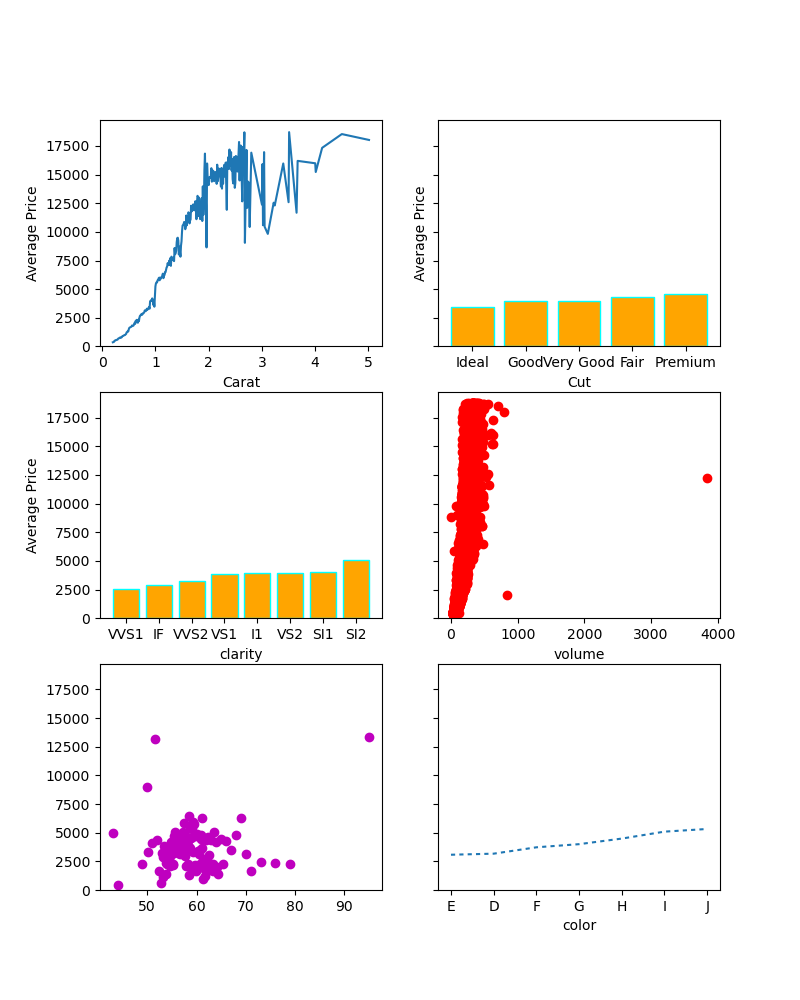 17500
15000
12500
10000
7500
5000
2500
0
Average Price
0 1 2 3 4 5
Carat
Average Price
Ideal Good Very Good Fair Premium
Cut
17500
15000
12500
10000
7500
5000
2500
0
Average Price
VVS1 IF VVS2 VS1 I1 VS2 SI1 SI2
clarity
0 1000 2000 3000 4000
volume
17500
15000
12500
10000
7500
5000
2500
0
50 60 70 80 90
E D F G H I J
color